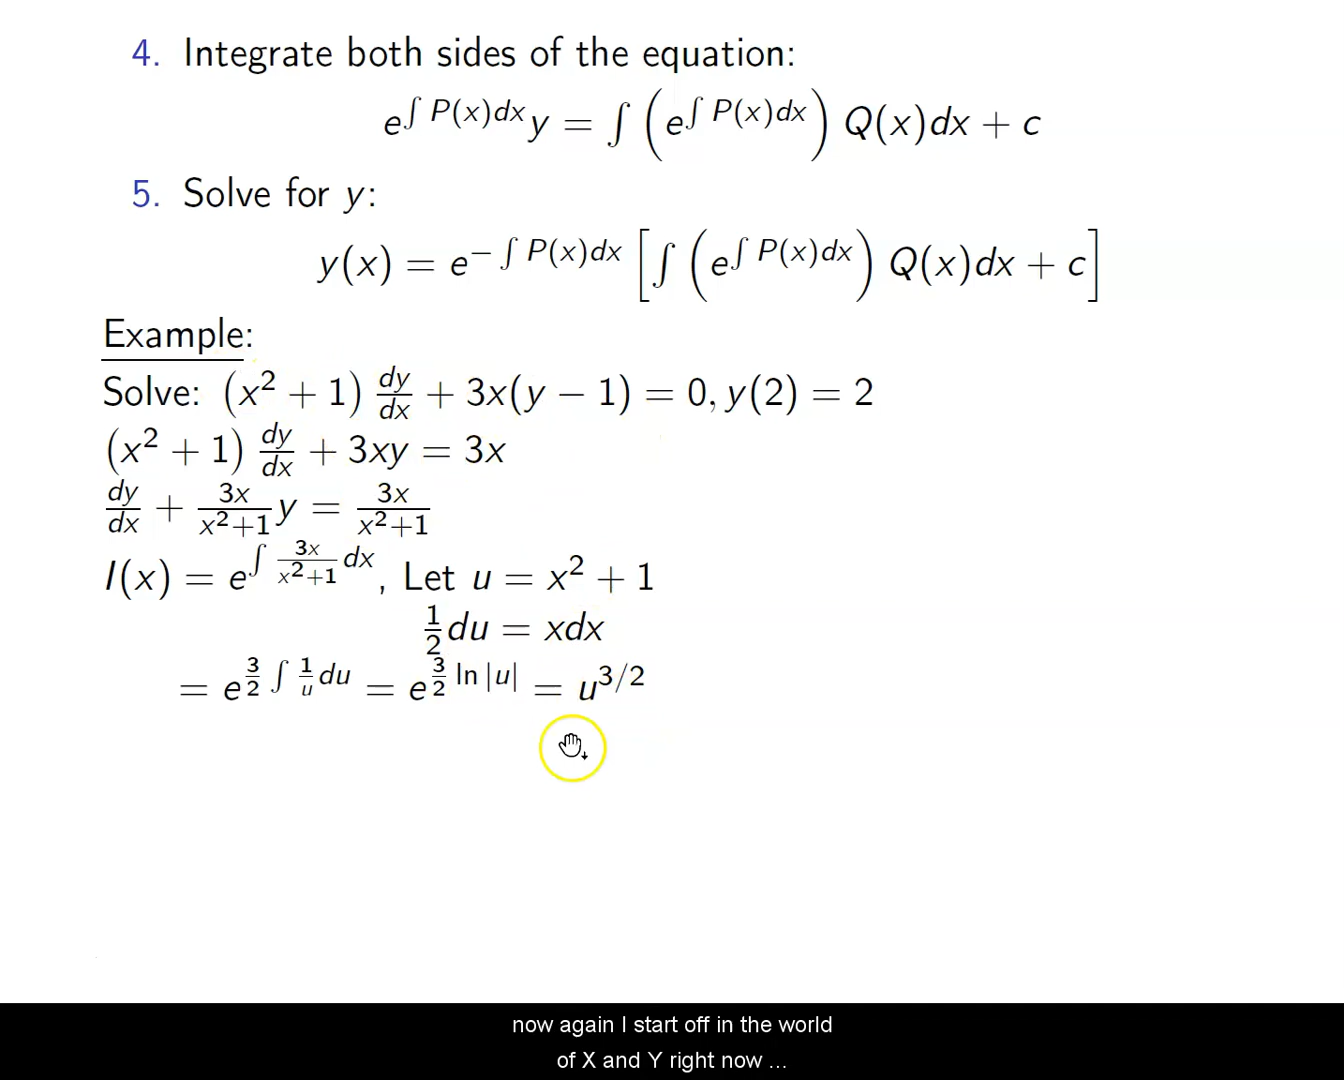 4. Integrate both sides of the equation:
e^{∫ P(x)dx} y = ∫ (e^{∫ P(x)dx}) Q(x)dx + c
5. Solve for y:
y(x) = e^{− ∫ P(x)dx} [∫ (e^{∫ P(x)dx}) Q(x)dx + c]
Example:
Solve: (x² + 1) dy/dx + 3x(y − 1) = 0, y(2) = 2
(x² + 1) dy/dx + 3xy = 3x
dy/dx + 3x/(x²+1) y = 3x/(x²+1)
I(x) = e^{∫ 3x/(x²+1) dx}, Let u = x² + 1
1/2 du = xdx
= e^{3/2 ∫ 1/u du} = e^{3/2 ln |u|} = u^{3/2}
now again I start off in the world
of X and Y right now ...